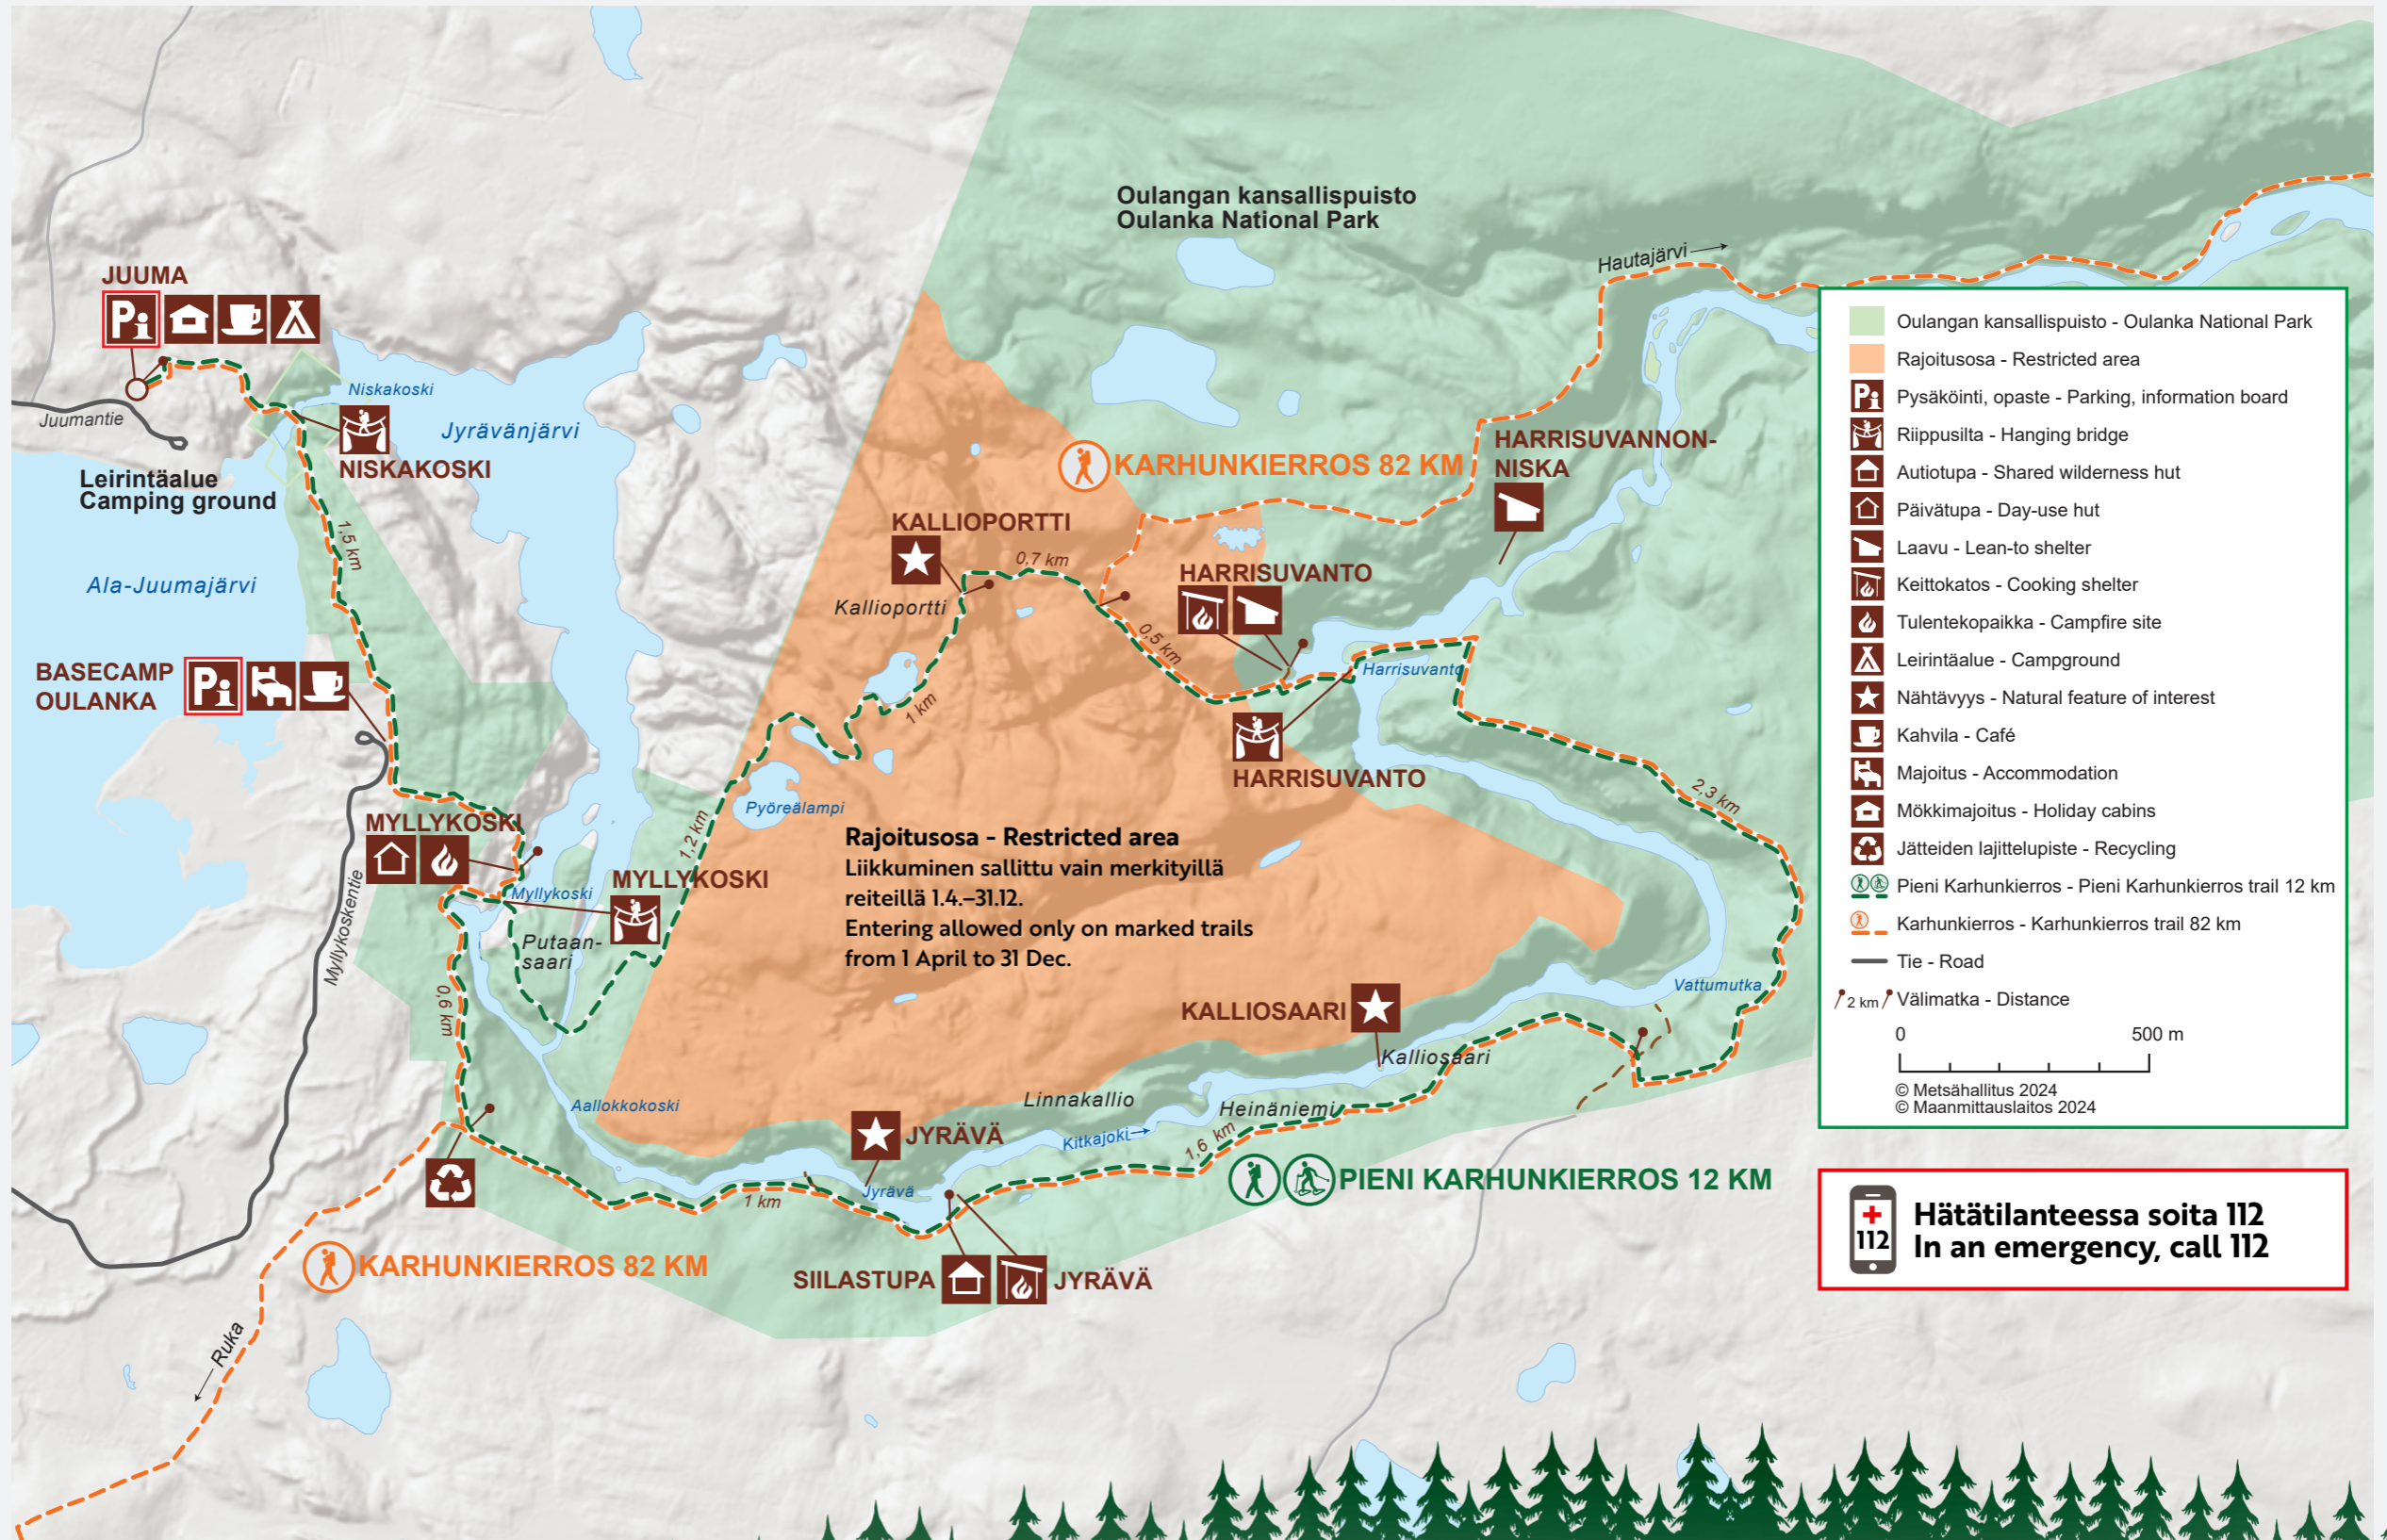 Oulangan kansallispuisto
Oulanka National Park
Hautajärvi
JUUMA
Pi
Niskakoski
Juumantie
Jyrävänjärvi
NISKAKOSKI
Leirintäalue
Camping ground
1,5 km
Ala-Juumajärvi
BASECAMP
OULANKA
Pi
KARHUNKIERROS 82 KM
HARRISUVANNON-
NISKA
KALLIOPORTTI
0,7 km
Kallioportti
HARRISUVANTO
0,5 km
Harrisuvanto
1 km
HARRISUVANTO
2,3 km
Pyöreälampi
1,2 km
MYLLYKOSKI
Myllykoski
MYLLYKOSKI
Putaan-
saari
Myllykoskentie
0,6 km
Rajoitusosa - Restricted area
Liikkuminen sallittu vain merkityillä
reiteillä 1.4.–31.12.
Entering allowed only on marked trails
from 1 April to 31 Dec.
Vattumutka
KALLIOSAARI
Kalliosaari
Aallokkokoski
Linnakallio
Heinäniemi
JYRÄVÄ
Kitkajoki
1,6 km
Jyrävä
1 km
PIENI KARHUNKIERROS 12 KM
KARHUNKIERROS 82 KM
SIILASTUPA
JYRÄVÄ
Ruka
Oulangan kansallispuisto - Oulanka National Park
Rajoitusosa - Restricted area
Pi Pysäköinti, opaste - Parking, information board
Riippusilta - Hanging bridge
Autiotupa - Shared wilderness hut
Päivätupa - Day-use hut
Laavu - Lean-to shelter
Keittokatos - Cooking shelter
Tulentekopaikka - Campfire site
Leirintäalue - Campground
Nähtävyys - Natural feature of interest
Kahvila - Café
Majoitus - Accommodation
Mökkimajoitus - Holiday cabins
Jätteiden lajittelupiste - Recycling
Pieni Karhunkierros - Pieni Karhunkierros trail 12 km
Karhunkierros - Karhunkierros trail 82 km
Tie - Road
2 km Välimatka - Distance
0 500 m
© Metsähallitus 2024
© Maanmittauslaitos 2024
112
Hätätilanteessa soita 112
In an emergency, call 112